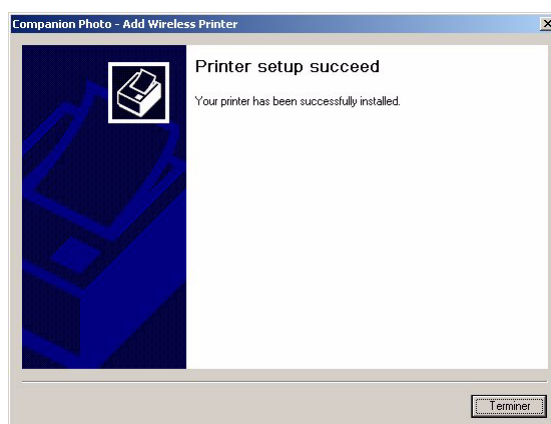 Companion Photo - Add Wireless Printer
Printer setup succeed
Your printer has been successfully installed.
Terminer